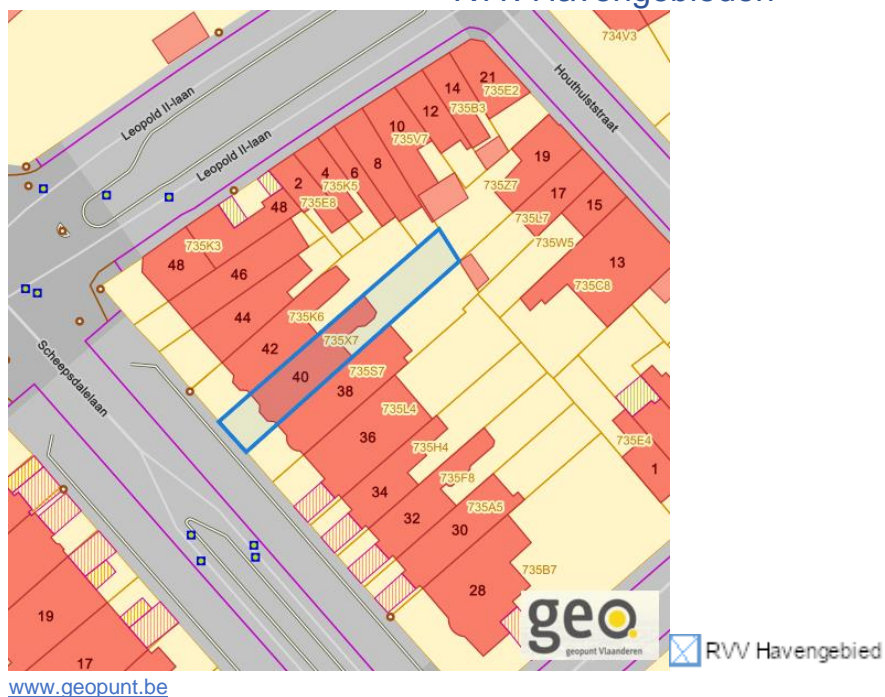 RVV Havengebieden
734V3
Leopold II-laan
Houthulststraat
14
21
735E2
735B3
12
10
735V7
Leopold II-laan
8
6
4
2
735K5
735E8
48
19
735Z7
17
15
735L7
735W5
735K3
48
46
13
735C8
44
735K6
42
735X7
Scheepsdalelaan
735S7
40
38
735L4
36
735H4
735E4
34
735F8
1
735A5
32
30
735B7
28
19
17
geo
geopunt Vlaanderen
RVV Havengebied
www.geopunt.be